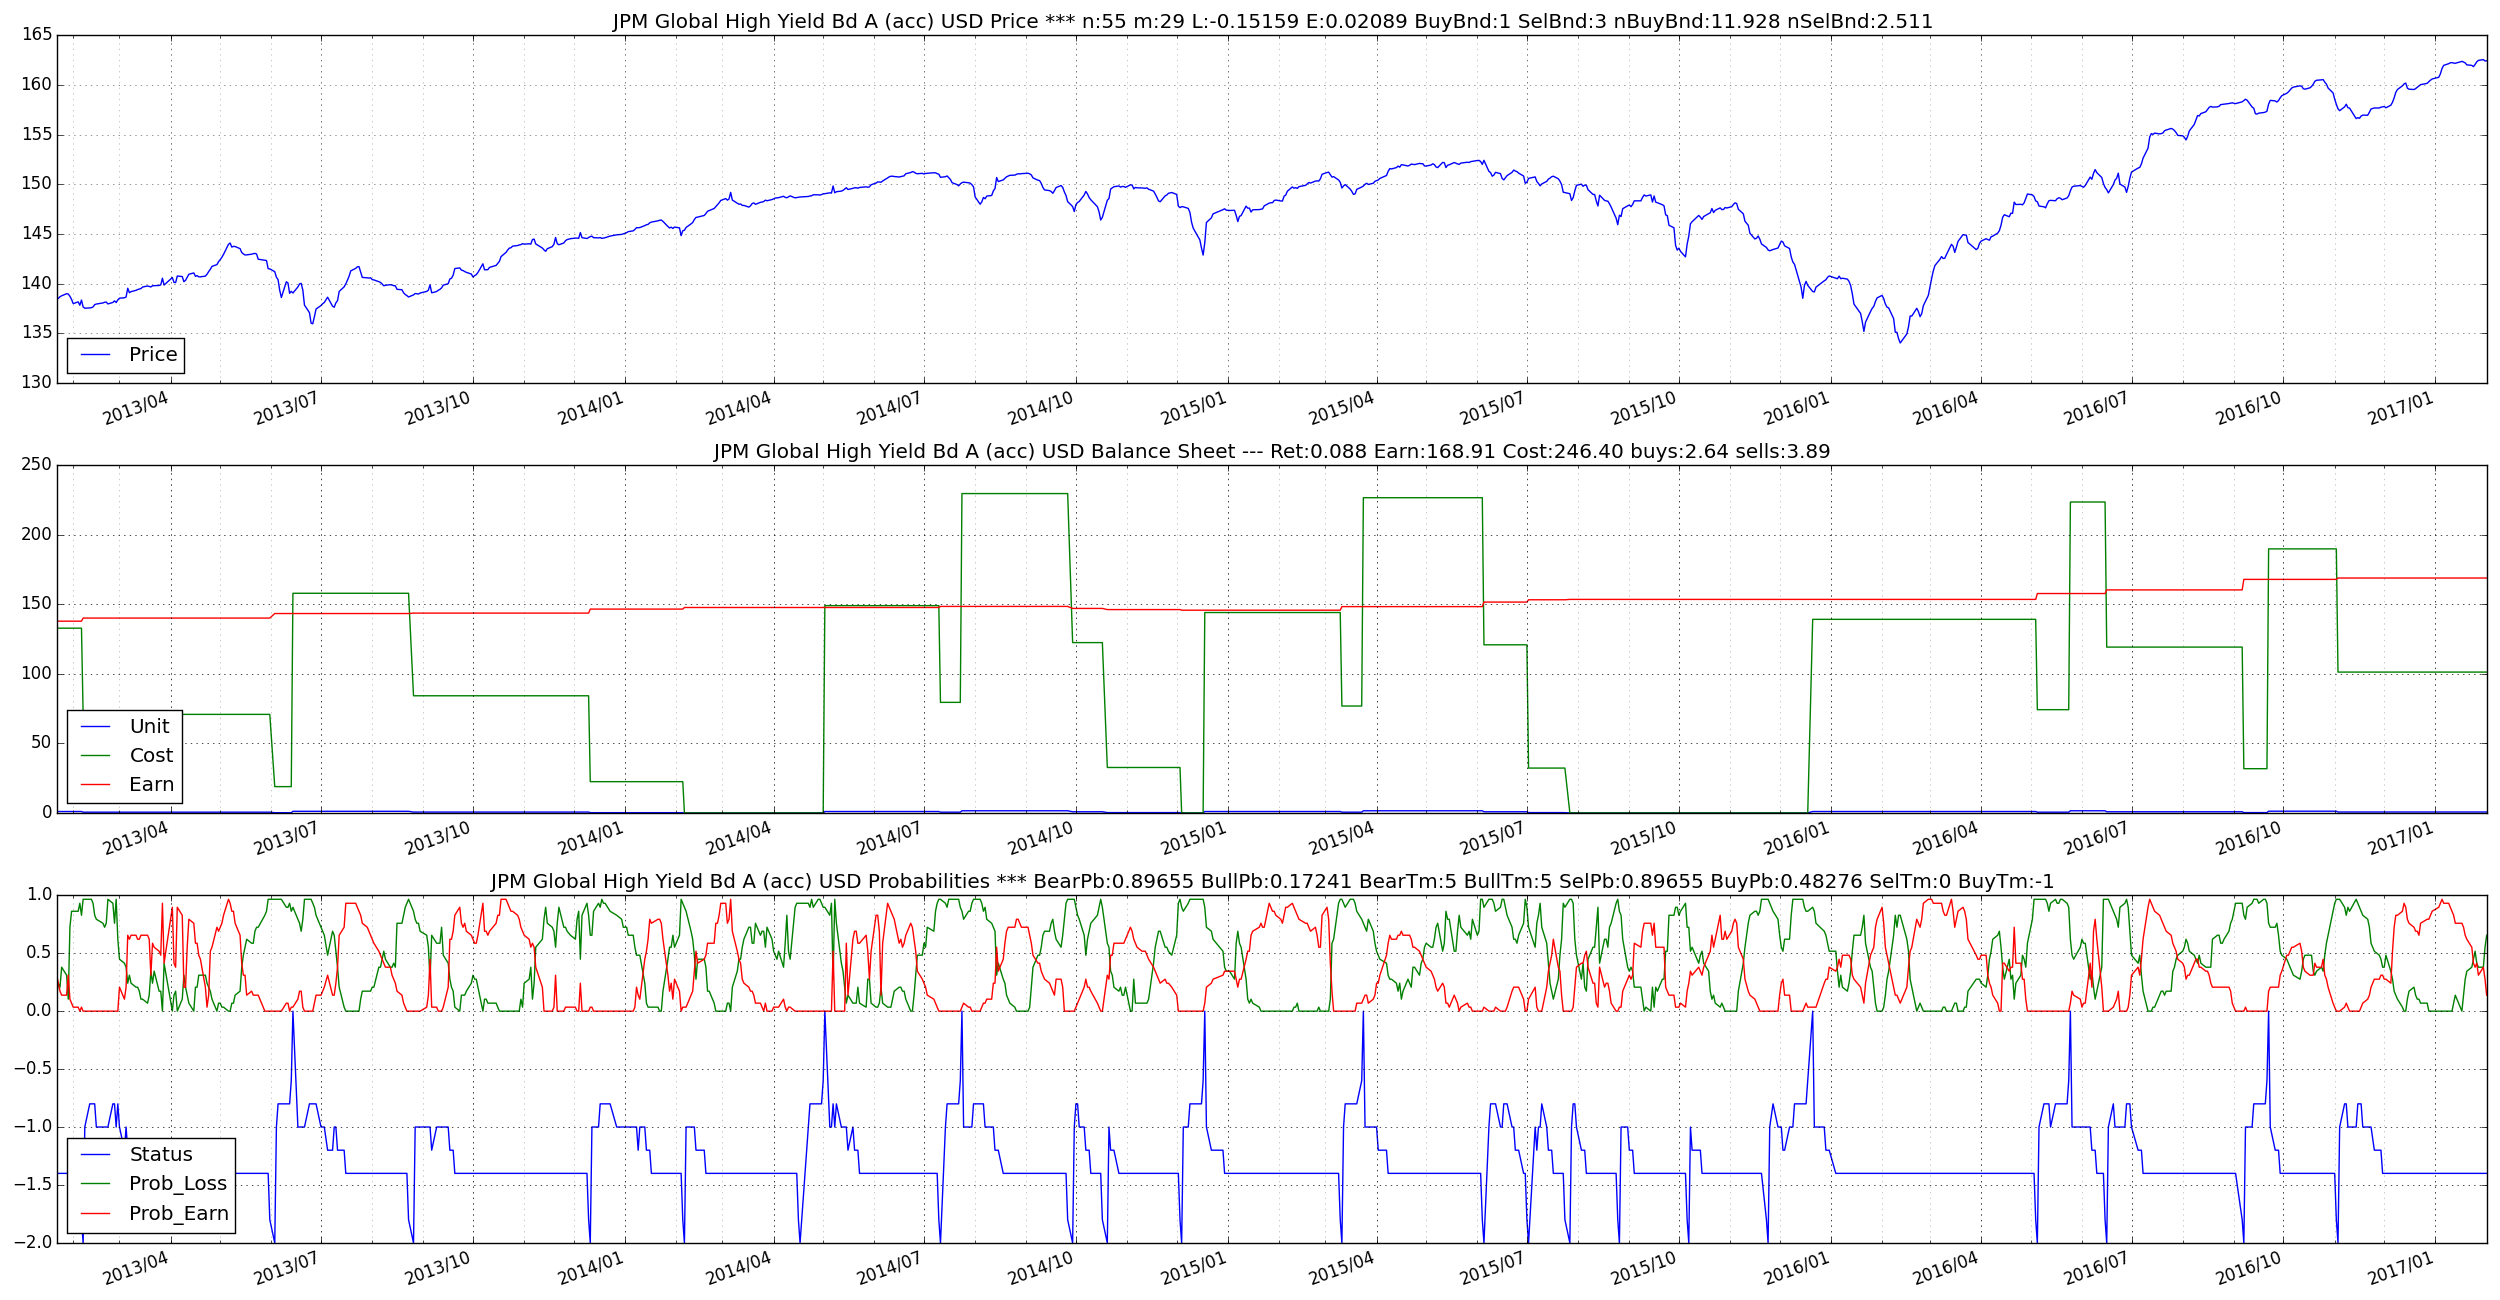 JPM Global High Yield Bd A (acc) USD Price *** n:55 m:29 L:-0.15159 E:0.02089 BuyBnd:1 SelBnd:3 nBuyBnd:11.928 nSelBnd:2.511
165
160
155
150
145
140
135
130
Price
2013/04 2013/07 2013/10 2014/01 2014/04 2014/07 2014/10 2015/01 2015/04 2015/07 2015/10 2016/01 2016/04 2016/07 2016/10 2017/01
JPM Global High Yield Bd A (acc) USD Balance Sheet --- Ret:0.088 Earn:168.91 Cost:246.40 buys:2.64 sells:3.89
250
200
150
100
50
0
Unit
Cost
Earn
2013/04 2013/07 2013/10 2014/01 2014/04 2014/07 2014/10 2015/01 2015/04 2015/07 2015/10 2016/01 2016/04 2016/07 2016/10 2017/01
JPM Global High Yield Bd A (acc) USD Probabilities *** BearPb:0.89655 BullPb:0.17241 BearTm:5 BullTm:5 SelPb:0.89655 BuyPb:0.48276 SelTm:0 BuyTm:-1
1.0
0.5
0.0
−0.5
−1.0
−1.5
−2.0
Status
Prob_Loss
Prob_Earn
2013/04 2013/07 2013/10 2014/01 2014/04 2014/07 2014/10 2015/01 2015/04 2015/07 2015/10 2016/01 2016/04 2016/07 2016/10 2017/01